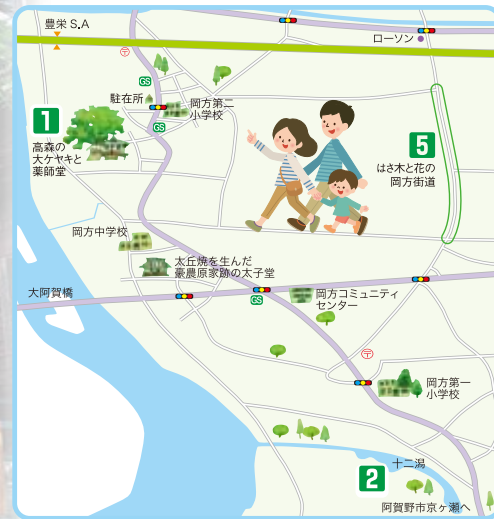 豊栄 S.A
ローソン
〒
GS
駐在所
岡方第二
小学校
GS
1
高森の
大ケヤキと
薬師堂
5
はさ木と花の
岡方街道
岡方中学校
太丘焼を生んだ
豪農原家跡の太子堂
大阿賀橋
GS
岡方コミュニティ
センター
〒
岡方第一
小学校
十二潟
2
阿賀野市京ヶ瀬へ